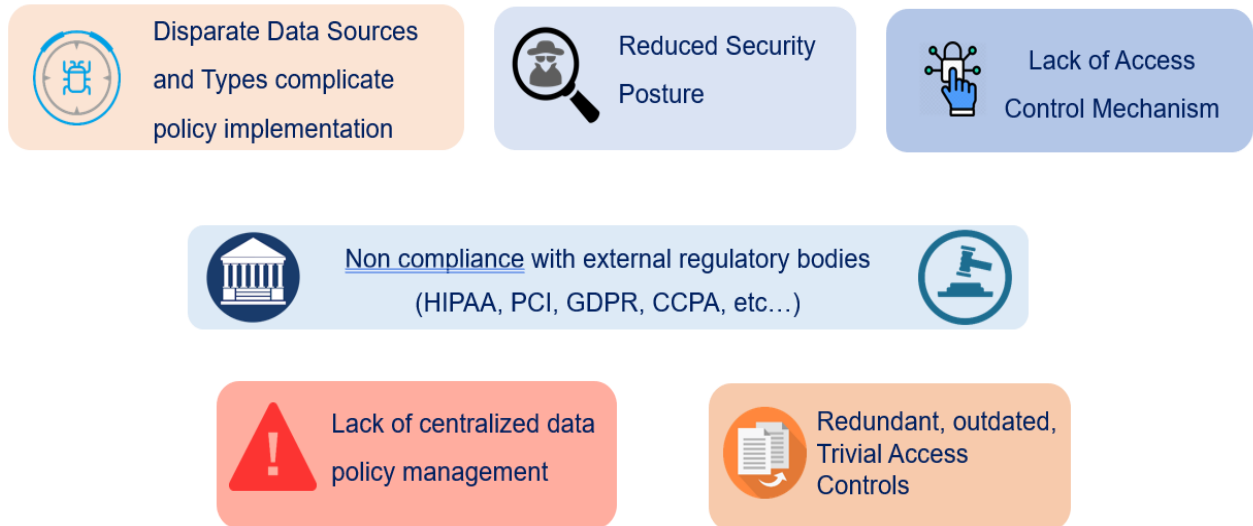 Disparate Data Sources
and Types complicate
policy implementation
Reduced Security
Posture
Lack of Access
Control Mechanism
Non compliance with external regulatory bodies
(HIPAA, PCI, GDPR, CCPA, etc…)
!
Lack of centralized data
policy management
Redundant, outdated,
Trivial Access
Controls